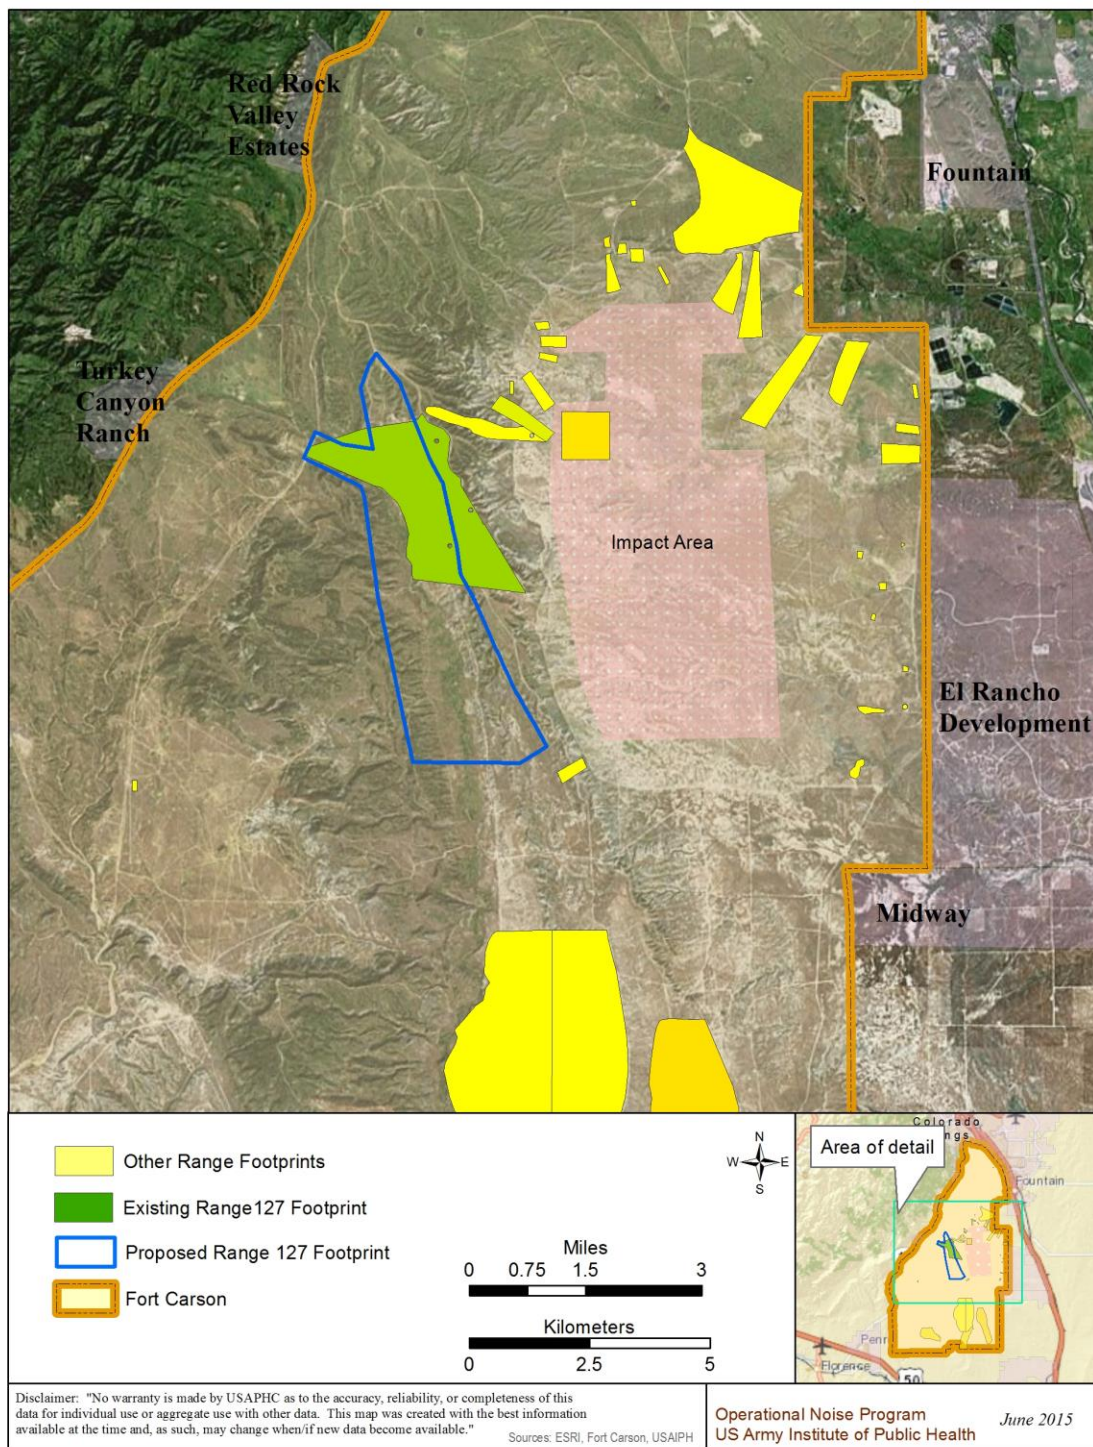 Red Rock
Valley
Estates
Fountain
Turkey
Canyon
Ranch
Impact Area
El Rancho
Development
Midway
Other Range Footprints
Existing Range127 Footprint
Proposed Range 127 Footprint
Fort Carson
N
W E
S
Miles
0 0.75 1.5 3
Kilometers
0 2.5 5
Colorado
ngs
Area of detail
Fountain
Penr
Florence
50
Disclaimer: "No warranty is made by USAPHC as to the accuracy, reliability, or completeness of this
data for individual use or aggregate use with other data. This map was created with the best information
available at the time and, as such, may change when/if new data become available."
Sources: ESRI, Fort Carson, USAIPH
Operational Noise Program
US Army Institute of Public Health
June 2015